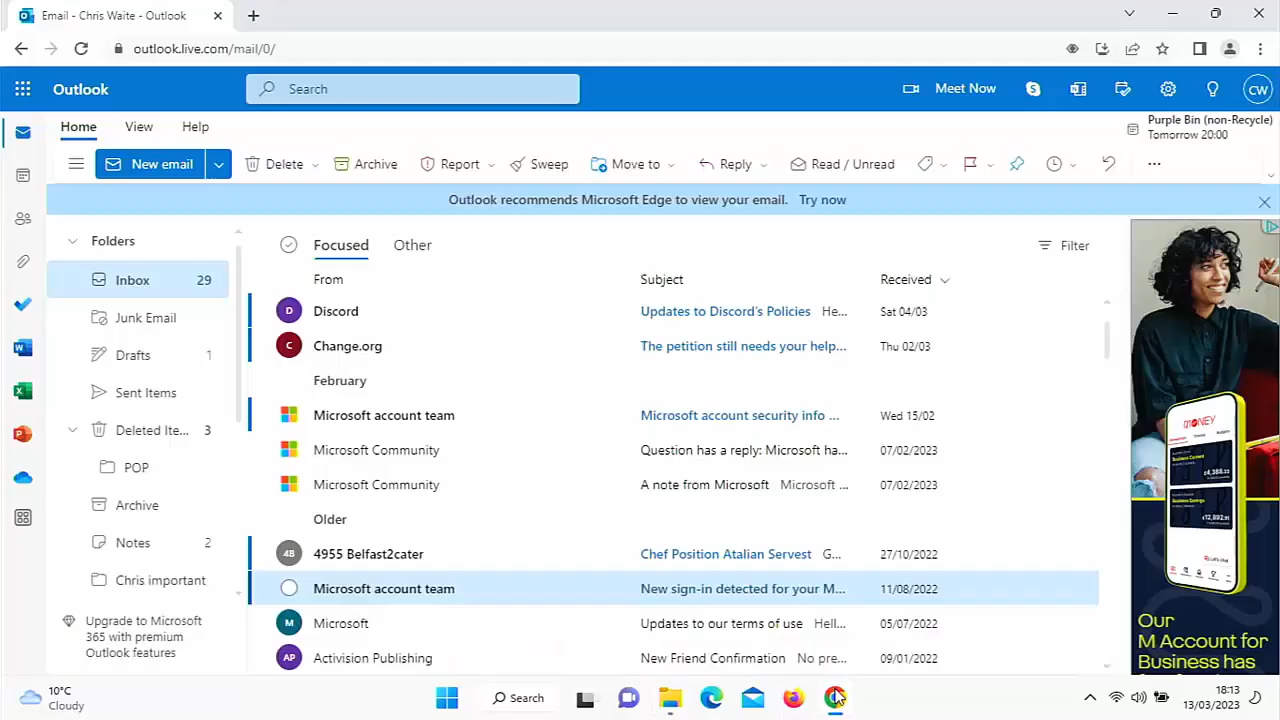 Email - Chris Waite - Outlook
outlook.live.com/mail/0/
Outlook
Search
Meet Now
CW
Home
View
Help
Purple Bin (non-Recycle)
Tomorrow 20:00
New email
Delete
Archive
Report
Sweep
Move to
Reply
Read / Unread
Outlook recommends Microsoft Edge to view your email. Try now
Folders
Inbox 29
Junk Email
Drafts 1
Sent Items
Deleted Ite... 3
POP
Archive
Notes 2
Chris important
Upgrade to Microsoft
365 with premium
Outlook features
Focused
Other
Filter
From Subject Received
D Discord Updates to Discord's Policies He... Sat 04/03
C Change.org The petition still needs your help... Thu 02/03
February
Microsoft account team Microsoft account security info ... Wed 15/02
Microsoft Community Question has a reply: Microsoft ha... 07/02/2023
Microsoft Community A note from Microsoft Microsoft ... 07/02/2023
Older
4B 4955 Belfast2cater Chef Position Atalian Servest G... 27/10/2022
Microsoft account team New sign-in detected for your M... 11/08/2022
M Microsoft Updates to our terms of use Hell... 05/07/2022
AP Activision Publishing New Friend Confirmation No pre... 09/01/2022
MONEY
Our
M Account for
Business has
10°C
Cloudy
Search
18:13
13/03/2023